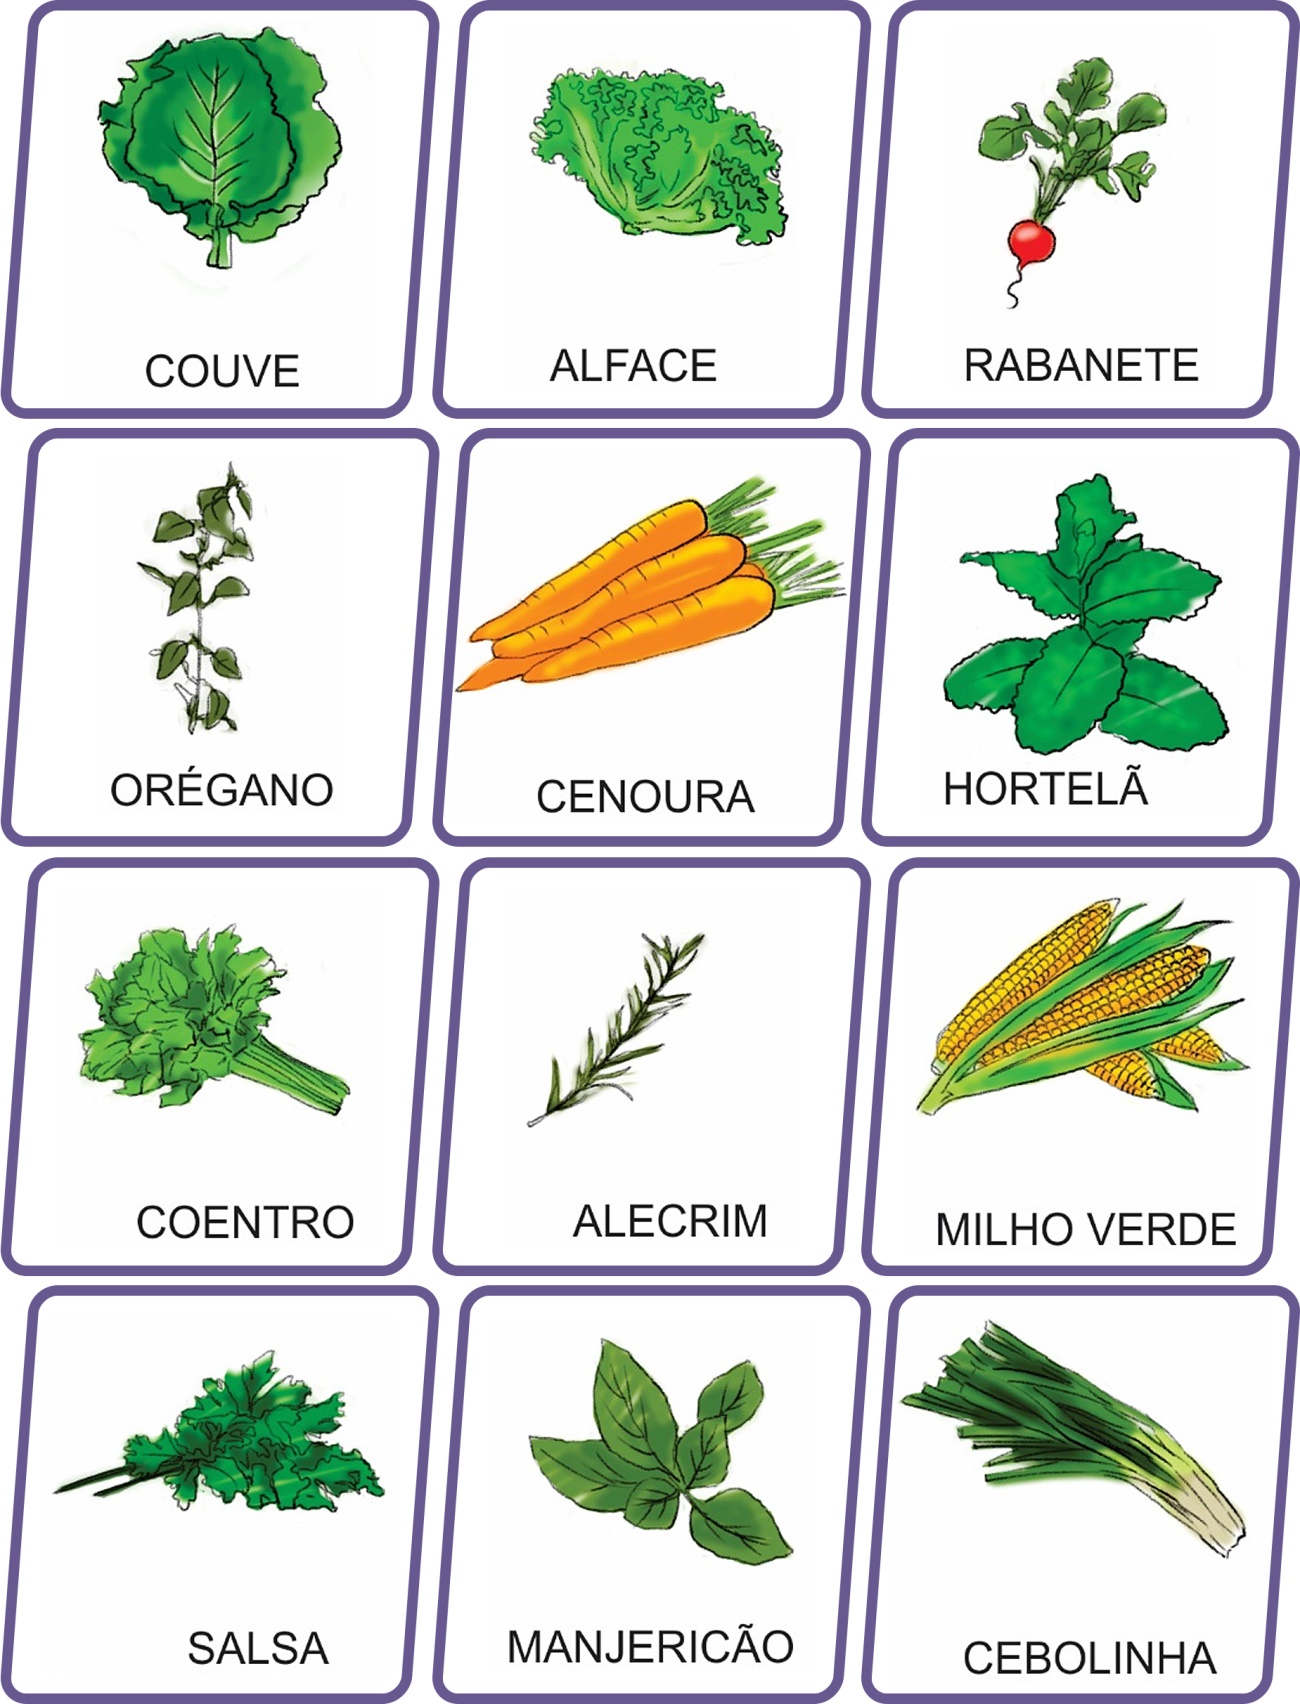 COUVE
ALFACE
RABANETE
ORÉGANO
CENOURA
HORTELÃ
COENTRO
ALECRIM
MILHO VERDE
SALSA
MANJERICÃO
CEBOLINHA